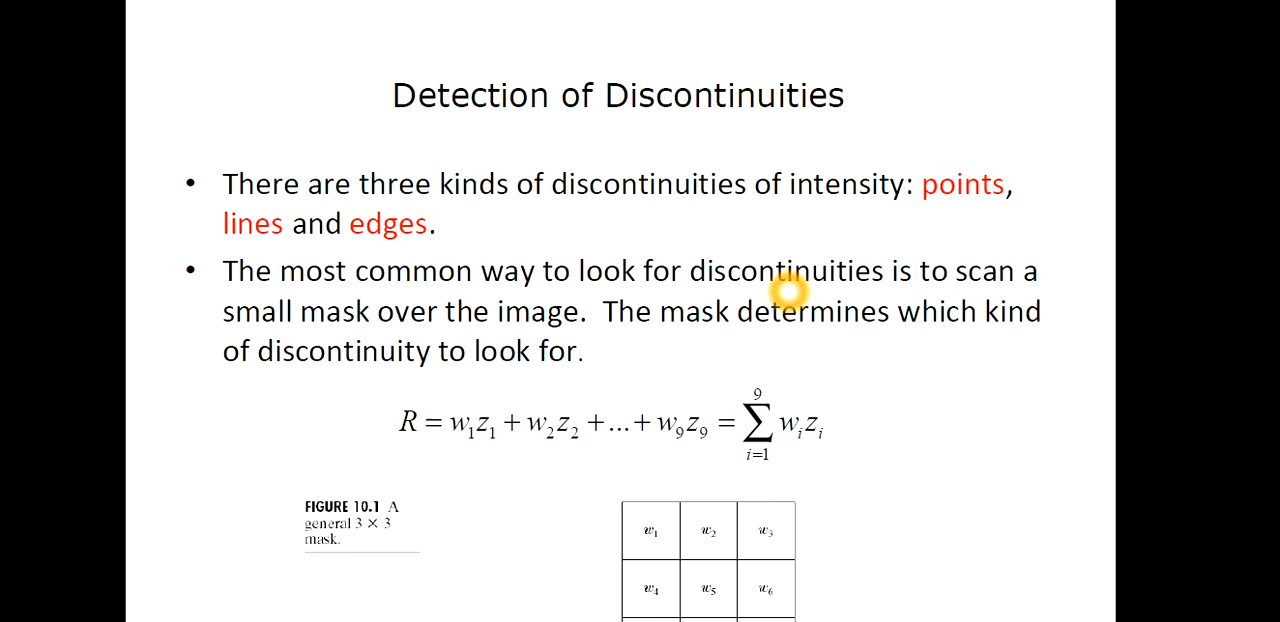 Detection of Discontinuities
• There are three kinds of discontinuities of intensity: points,
lines and edges.
• The most common way to look for discontinuities is to scan a
small mask over the image. The mask determines which kind
of discontinuity to look for.
R = w₁z₁ + w₂z₂ + ... + w₉z₉ = ∑ᵢ₌₁⁹ wᵢzᵢ
FIGURE 10.1 A
general 3 × 3
mask.
w₁ w₂ w₃
w₄ w₅ w₆